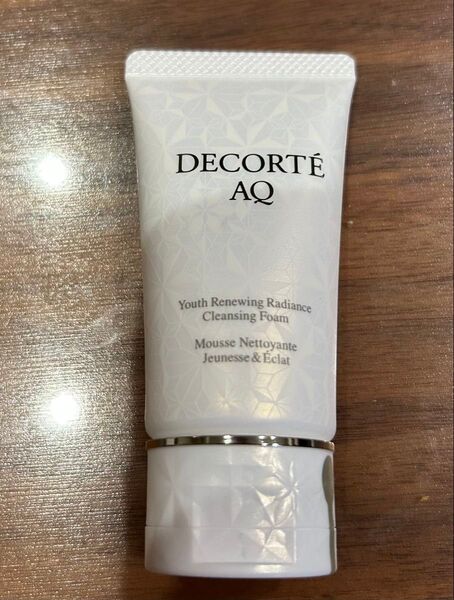 DECORTÉ
AQ
Youth Renewing Radiance
Cleansing Foam
Mousse Nettoyante
Jeunesse & Éclat